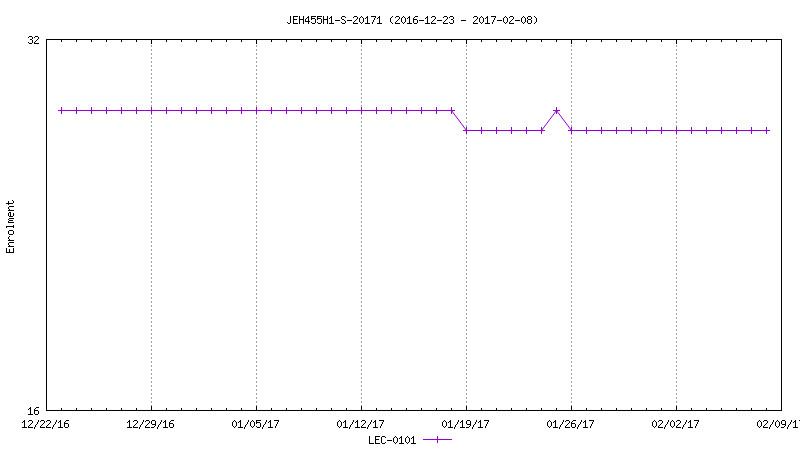 JEH455H1-S-20171 (2016-12-23 - 2017-02-08)
32
Enrolment
16
12/22/16 12/29/16 01/05/17 01/12/17 01/19/17 01/26/17 02/02/17 02/09/1
LEC-0101